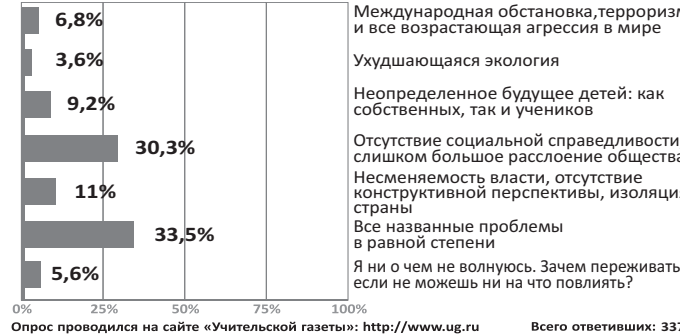 6,8%
Международная обстановка,терроризм
и все возрастающая агрессия в мире
3,6%
Ухудшающаяся экология
9,2%
Неопределенное будущее детей: как
собственных, так и учеников
30,3%
Отсутствие социальной справедливости
слишком большое расслоение общества
11%
Несменяемость власти, отсутствие
конструктивной перспективы, изоляция
страны
33,5%
Все названные проблемы
в равной степени
5,6%
Я ни о чем не волнуюсь. Зачем переживать,
если не можешь ни на что повлиять?
0% 25% 50% 75% 100%
Опрос проводился на сайте «Учительской газеты»: http://www.ug.ru Всего ответивших: 337